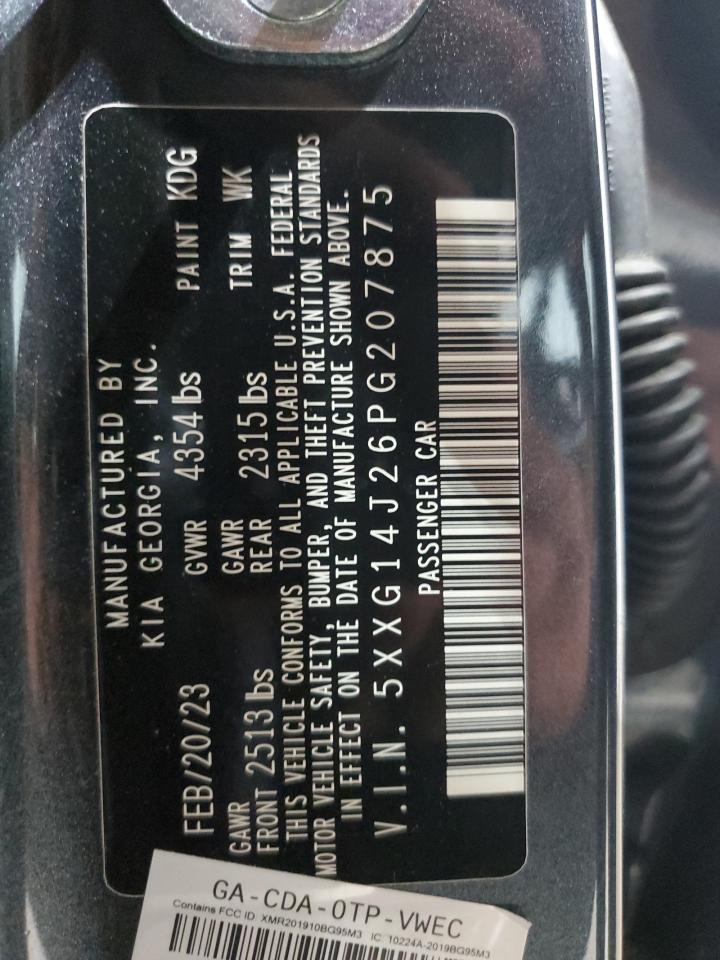 MANUFACTURED BY
KIA GEORGIA, INC.
FEB/20/23 GVWR 4354 lbs PAINT KDG
GAWR FRONT 2513 lbs GAWR REAR 2315 lbs TRIM WK
THIS VEHICLE CONFORMS TO ALL APPLICABLE U.S.A. FEDERAL
MOTOR VEHICLE SAFETY, BUMPER, AND THEFT PREVENTION STANDARDS
IN EFFECT ON THE DATE OF MANUFACTURE SHOWN ABOVE.
V.I.N. 5XXG14J26PG207875
PASSENGER CAR
GA-CDA-0TP-VWEC
Contains FCC ID: XMR201910BG95M3 IC: 10224A-2019BG95M3